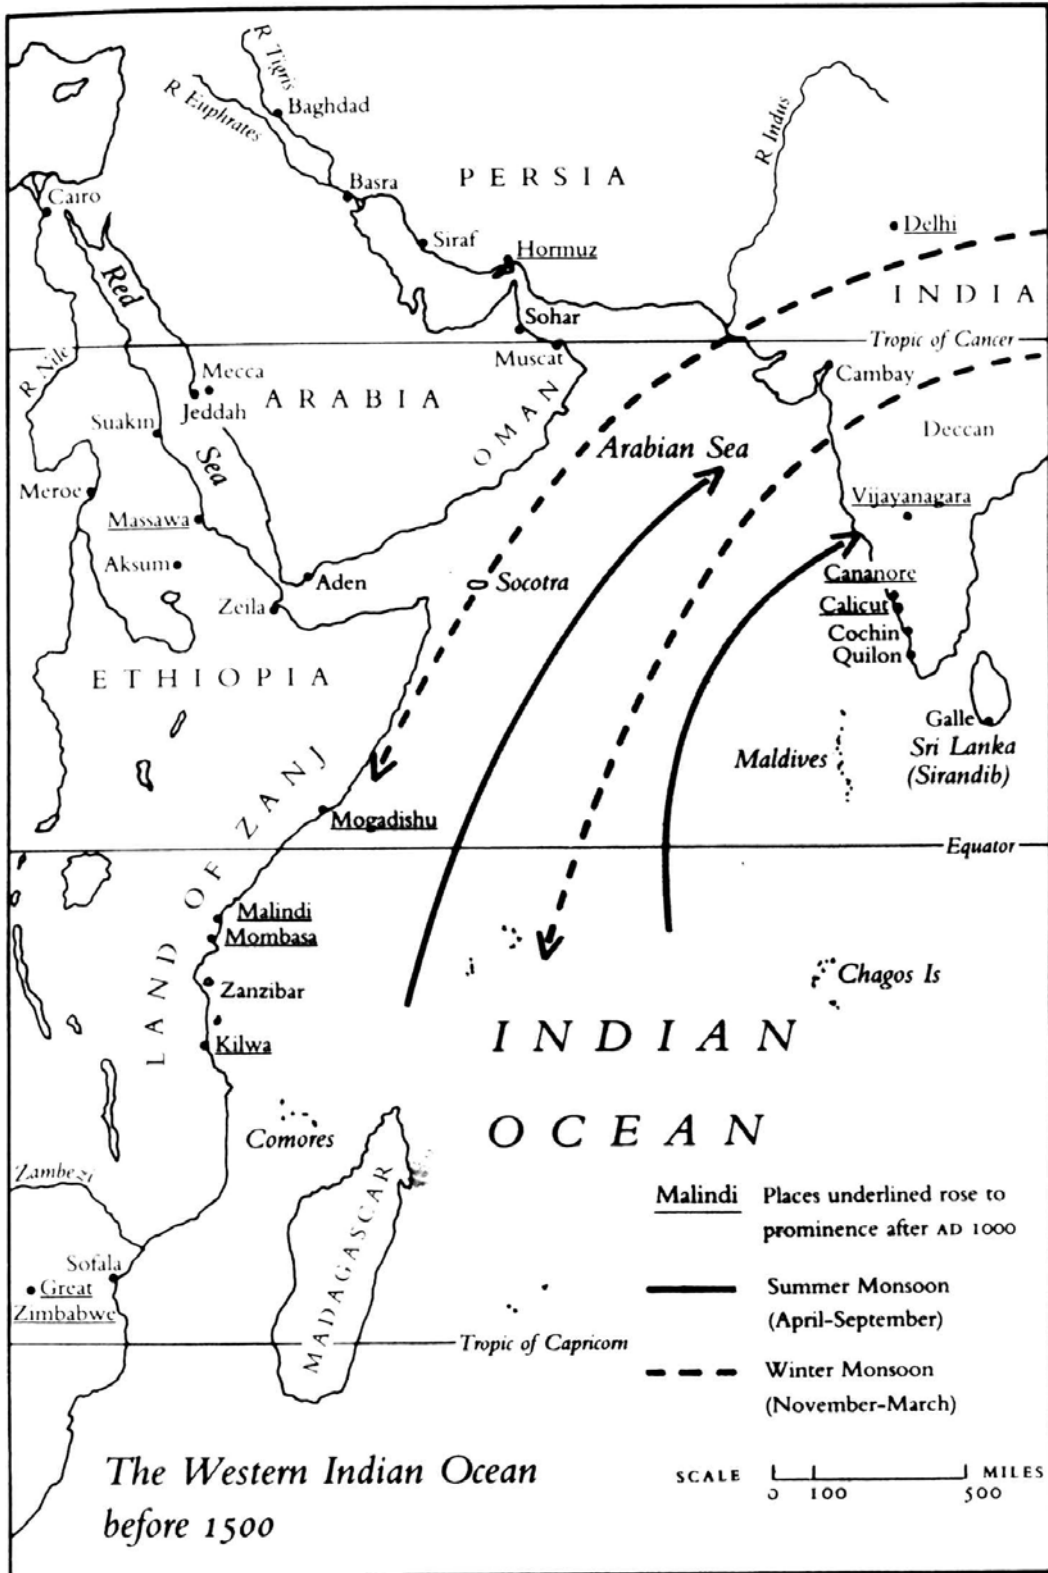 R Tigris
R Euphrates
Baghdad
R Indus
PERSIA
Basra
Cairo
Siraf
Hormuz
Delhi
Red
Sea
INDIA
Sohar
Tropic of Cancer
Muscat
R Nile
Mecca
Jeddah
ARABIA
Cambay
OMAN
Suakin
Arabian Sea
Deccan
Meroe
Vijayanagara
Massawa
Aksum
Aden
Socotra
Cananore
Zeila
Calicut
Cochin
Quilon
ETHIOPIA
Galle
Maldives
Sri Lanka
(Sirandib)
LAND OF ZANJ
Mogadishu
Equator
Malindi
Mombasa
Zanzibar
Chagos Is
Kilwa
INDIAN
OCEAN
Comores
Zambezi
MADAGASCAR
Malindi Places underlined rose to
prominence after AD 1000
Sofala
Great
Zimbabwe
Summer Monsoon
(April-September)
Tropic of Capricorn
Winter Monsoon
(November-March)
The Western Indian Ocean
before 1500
SCALE 0 100 500 MILES